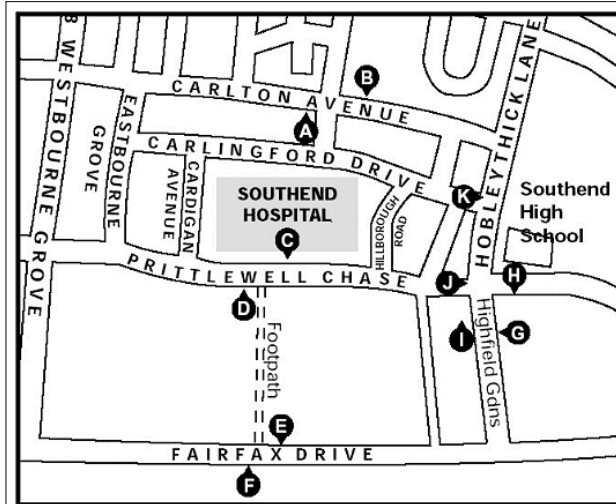 B WESTBOURNE GROVE
EASTBOURNE
GROVE
CARLTON AVENUE
B
A
CARLINGFORD DRIVE
CARDIGAN
AVENUE
SOUTHEND
HOSPITAL
C
HILLBOROUGH
ROAD
K
HOBLEYTHICK LANE
Southend
High
School
PRITTLEWELL CHASE
D
J
H
I
G
Highfield Gdns
Footpath
E
FAIRFAX DRIVE
F